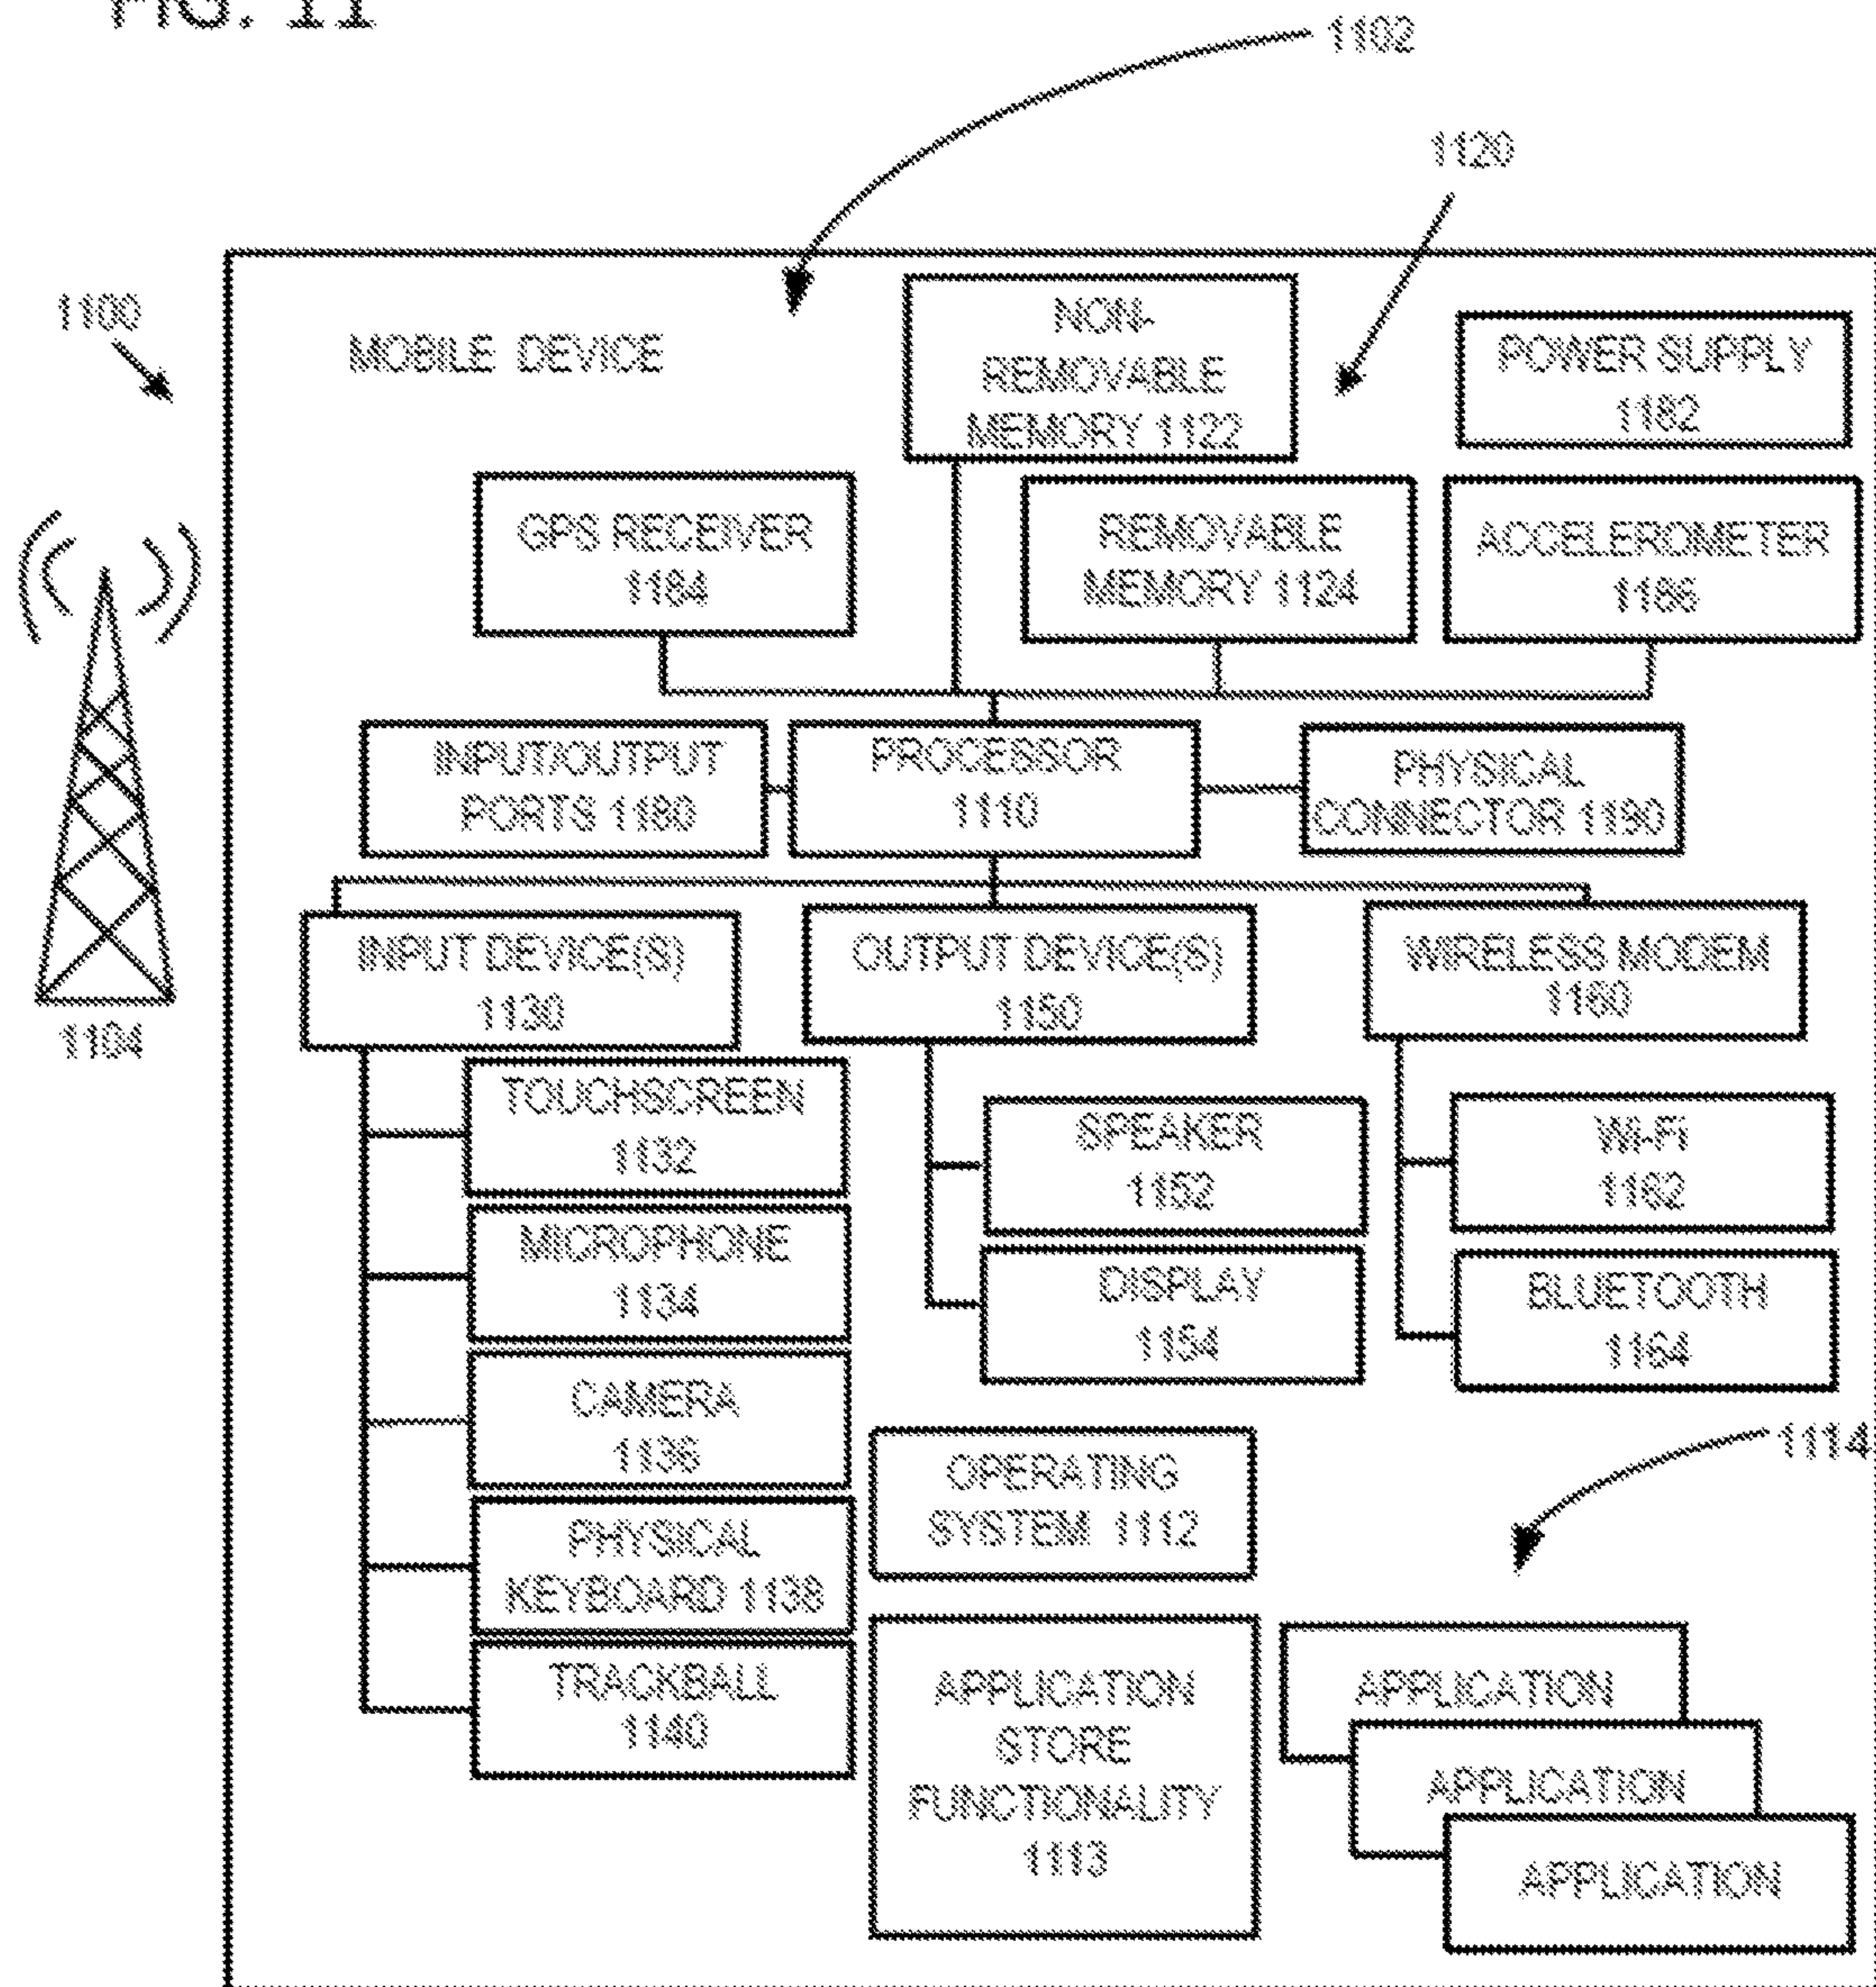 FIG. 11
1102
1120
1100
MOBILE DEVICE
NON-
REMOVABLE
MEMORY 1122
POWER SUPPLY
1182
GPS RECEIVER
1184
REMOVABLE
MEMORY 1124
ACCELEROMETER
1186
INPUT/OUTPUT
PORTS 1180
PROCESSOR
1110
PHYSICAL
CONNECTOR 1190
INPUT DEVICE(S)
1130
OUTPUT DEVICE(S)
1150
WIRELESS MODEM
1160
1104
TOUCHSCREEN
1132
MICROPHONE
1134
CAMERA
1136
PHYSICAL
KEYBOARD 1138
TRACKBALL
1140
SPEAKER
1152
DISPLAY
1154
Wi-Fi
1162
BLUETOOTH
1164
OPERATING
SYSTEM 1112
1114
APPLICATION
STORE
FUNCTIONALITY
1113
APPLICATION
APPLICATION
APPLICATION